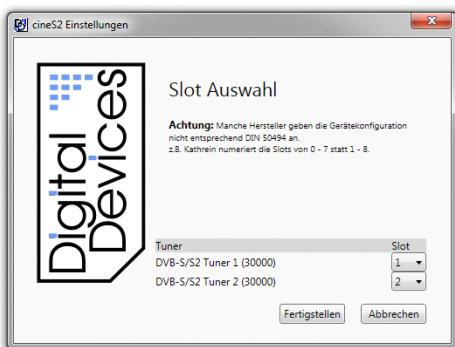 cineS2 Einstellungen
Digital
Devices
Slot Auswahl
Achtung: Manche Hersteller geben die Gerätekonfiguration
nicht entsprechend DIN 50494 an.
z.B. Kathrein numeriert die Slots von 0 - 7 statt 1 - 8.
Tuner Slot
DVB-S/S2 Tuner 1 (30000) 1
DVB-S/S2 Tuner 2 (30000) 2
Fertigstellen Abbrechen